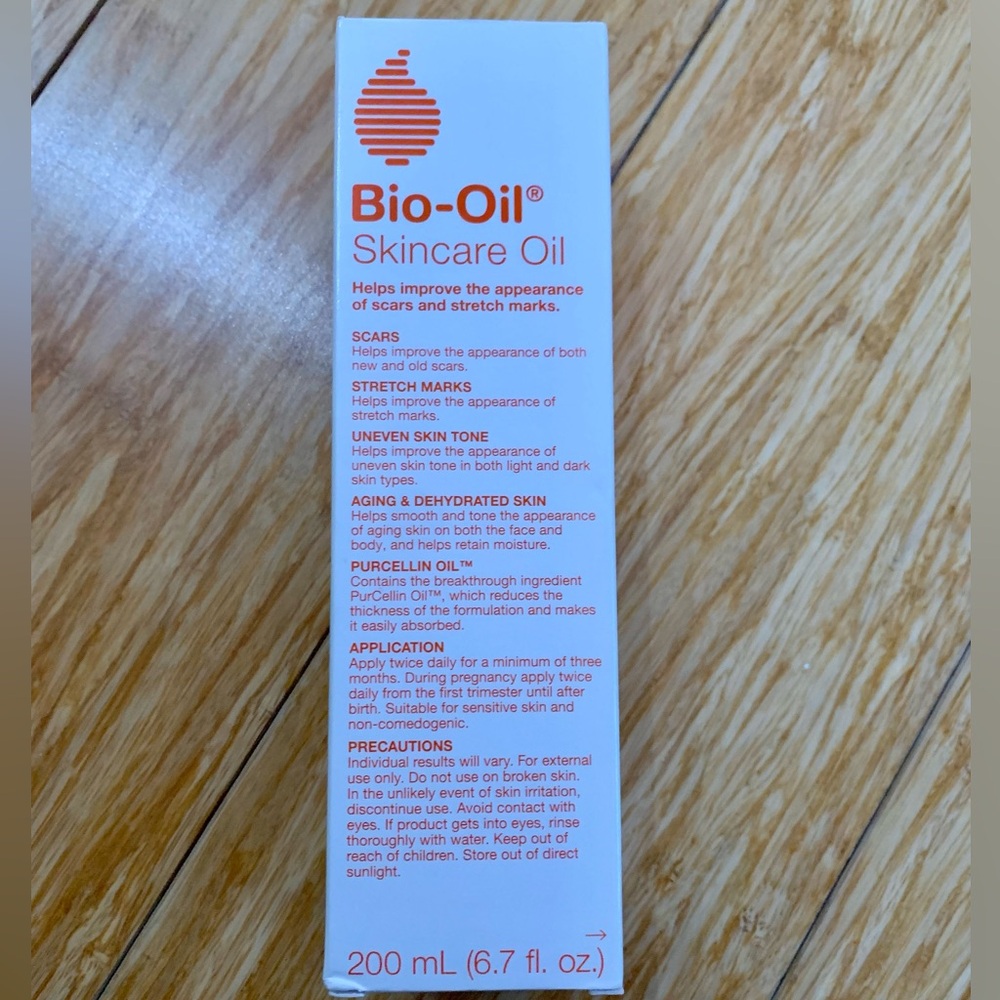 Bio-Oil®
Skincare Oil
Helps improve the appearance
of scars and stretch marks.
SCARS
Helps improve the appearance of both
new and old scars.
STRETCH MARKS
Helps improve the appearance of
stretch marks.
UNEVEN SKIN TONE
Helps improve the appearance of
uneven skin tone in both light and dark
skin types.
AGING & DEHYDRATED SKIN
Helps smooth and tone the appearance
of aging skin on both the face and
body, and helps retain moisture.
PURCELLIN OIL™
Contains the breakthrough ingredient
PurCellin Oil™, which reduces the
thickness of the formulation and makes
it easily absorbed.
APPLICATION
Apply twice daily for a minimum of three
months. During pregnancy apply twice
daily from the first trimester until after
birth. Suitable for sensitive skin and
non-comedogenic.
PRECAUTIONS
Individual results will vary. For external
use only. Do not use on broken skin.
In the unlikely event of skin irritation,
discontinue use. Avoid contact with
eyes. If product gets into eyes, rinse
thoroughly with water. Keep out of
reach of children. Store out of direct
sunlight.
→
200 mL (6.7 fl. oz.)